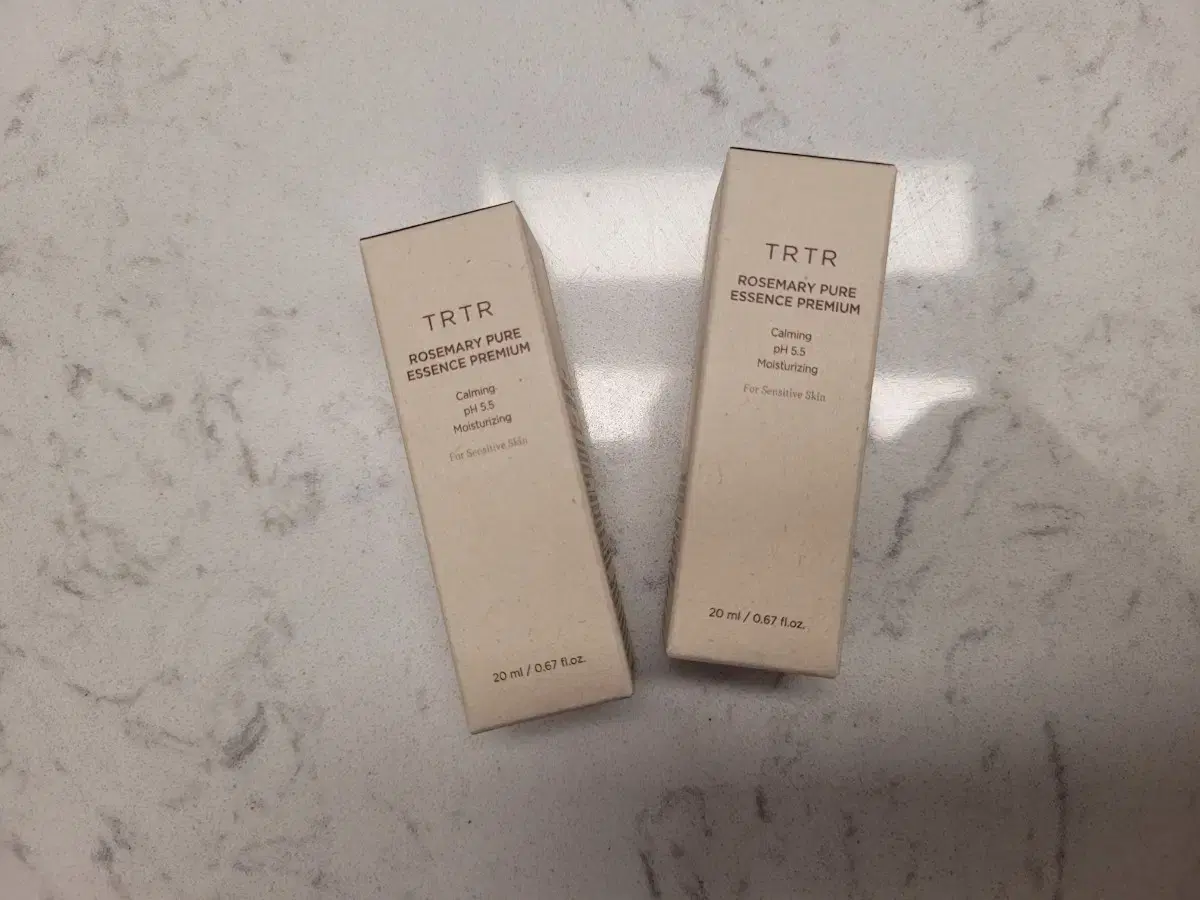 TRTR
ROSEMARY PURE
ESSENCE PREMIUM
Calming
pH 5.5
Moisturizing
For Sensitive Skin
20 ml / 0.67 fl.oz.
TRTR
ROSEMARY PURE
ESSENCE PREMIUM
Calming
pH 5.5
Moisturizing
For Sensitive Skin
20 ml / 0.67 fl.oz.